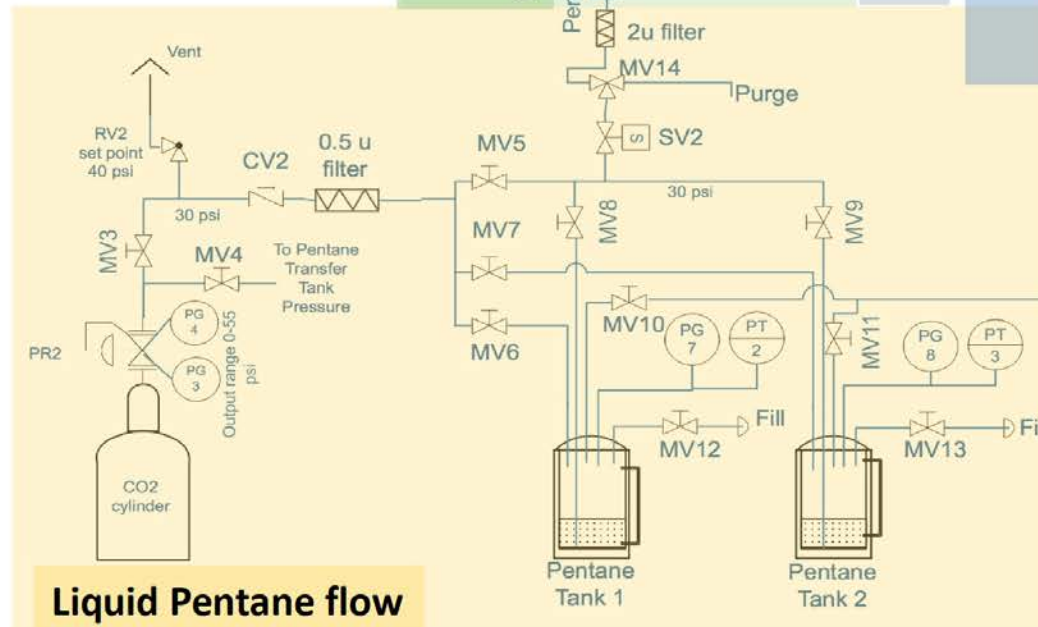 Pen
2u filter
MV14
Purge
S
SV2
Vent
RV2
set point
40 psi
CV2
0.5 u
filter
MV5
30 psi
30 psi
MV8
MV9
MV3
MV4
To Pentane
Transfer
Tank
Pressure
MV7
MV10
MV6
MV11
PG
7
PT
2
PG
8
PT
3
PR2
PG
4
PG
3
Output range 0-55
psi
Fill
MV12
Fi
MV13
CO2
cylinder
Pentane
Tank 1
Pentane
Tank 2
Liquid Pentane flow